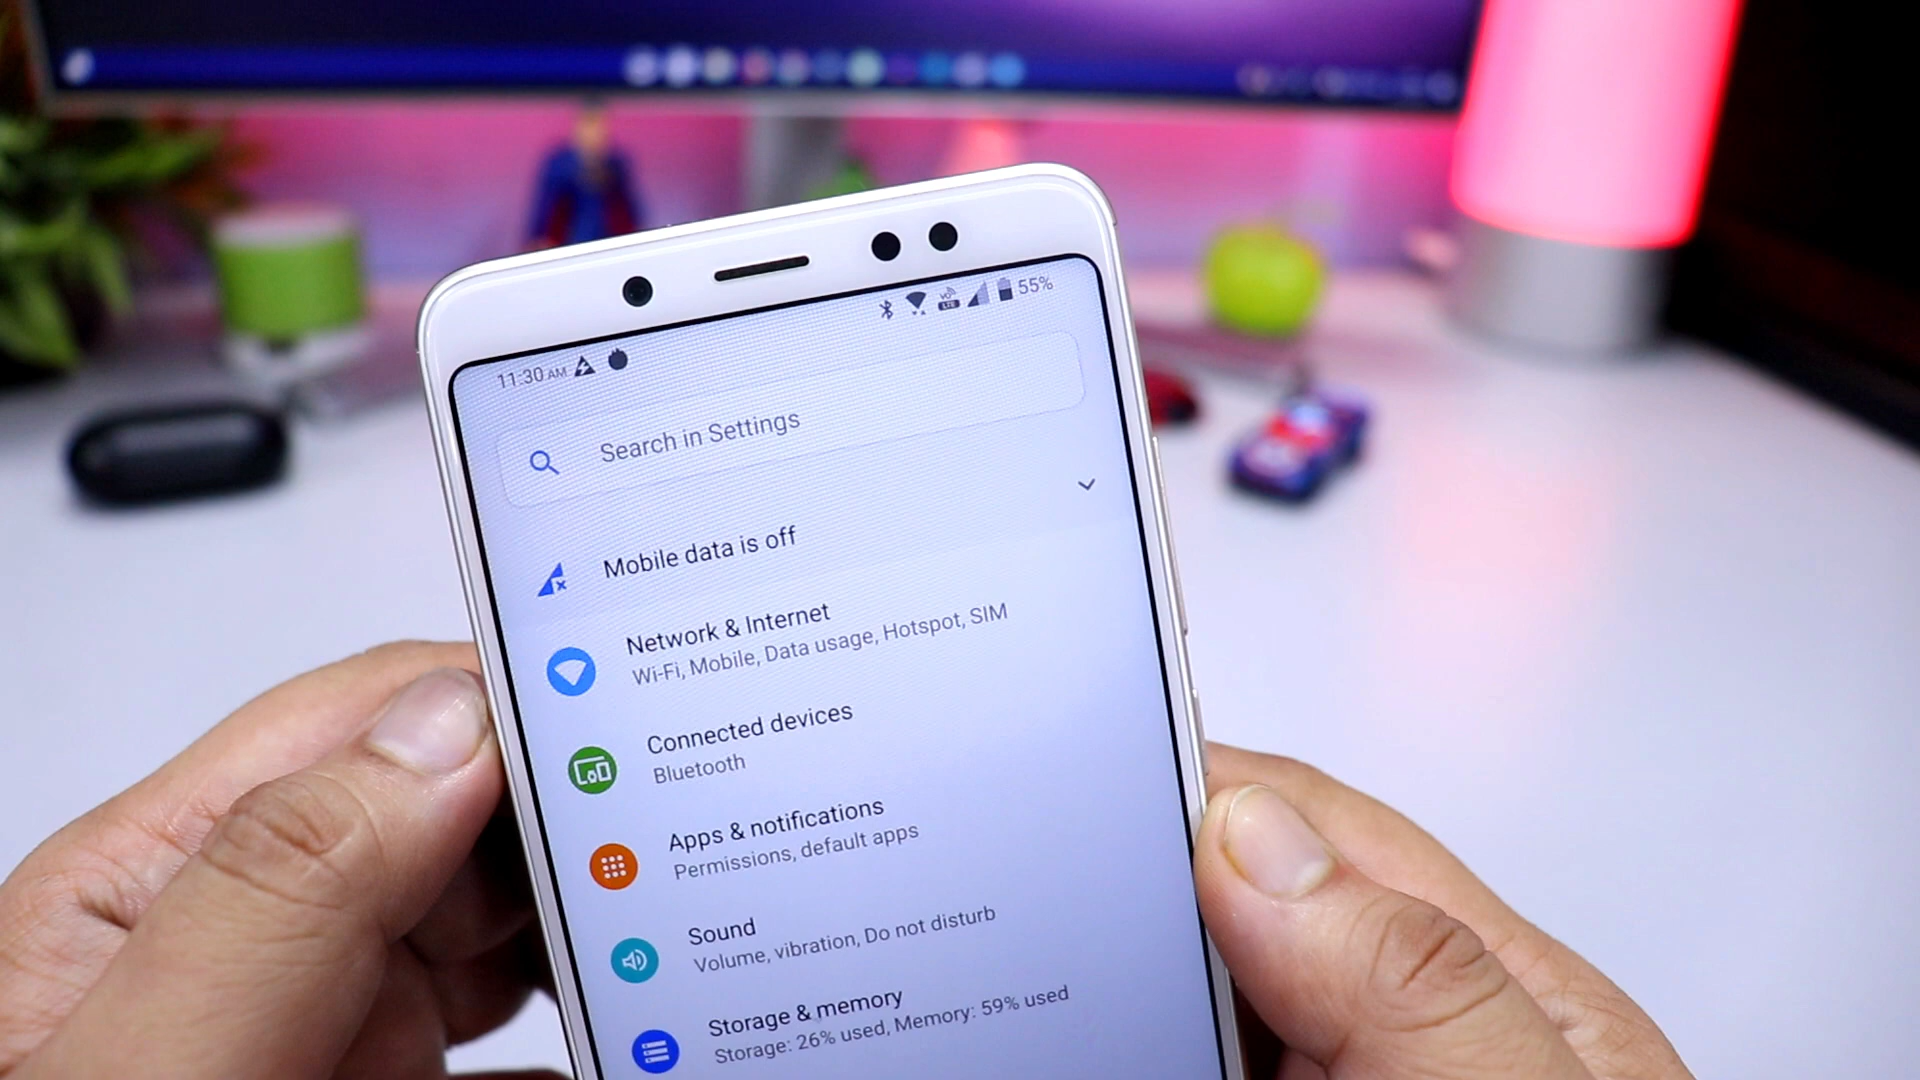 11:30 AM
VO LTE
55%
Search in Settings
Mobile data is off
Network & Internet
Wi-Fi, Mobile, Data usage, Hotspot, SIM
Connected devices
Bluetooth
Apps & notifications
Permissions, default apps
Sound
Volume, vibration, Do not disturb
Storage & memory
Storage: 26% used, Memory: 59% used